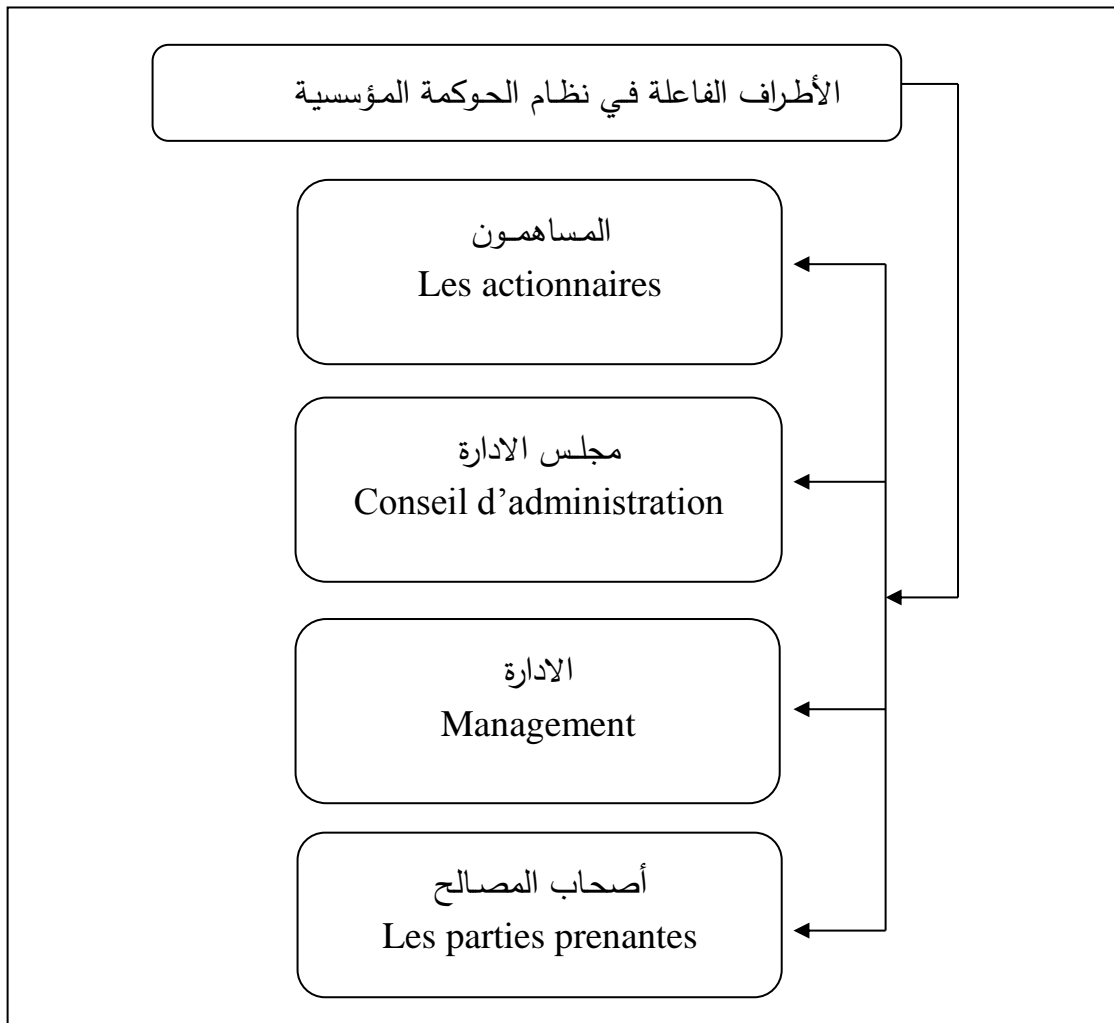 الأطراف الفاعلة في نظام الحوكمة المؤسسية
المساهمون
Les actionnaires
مجلس الادارة
Conseil d’administration
الادارة
Management
أصحاب المصالح
Les parties prenantes